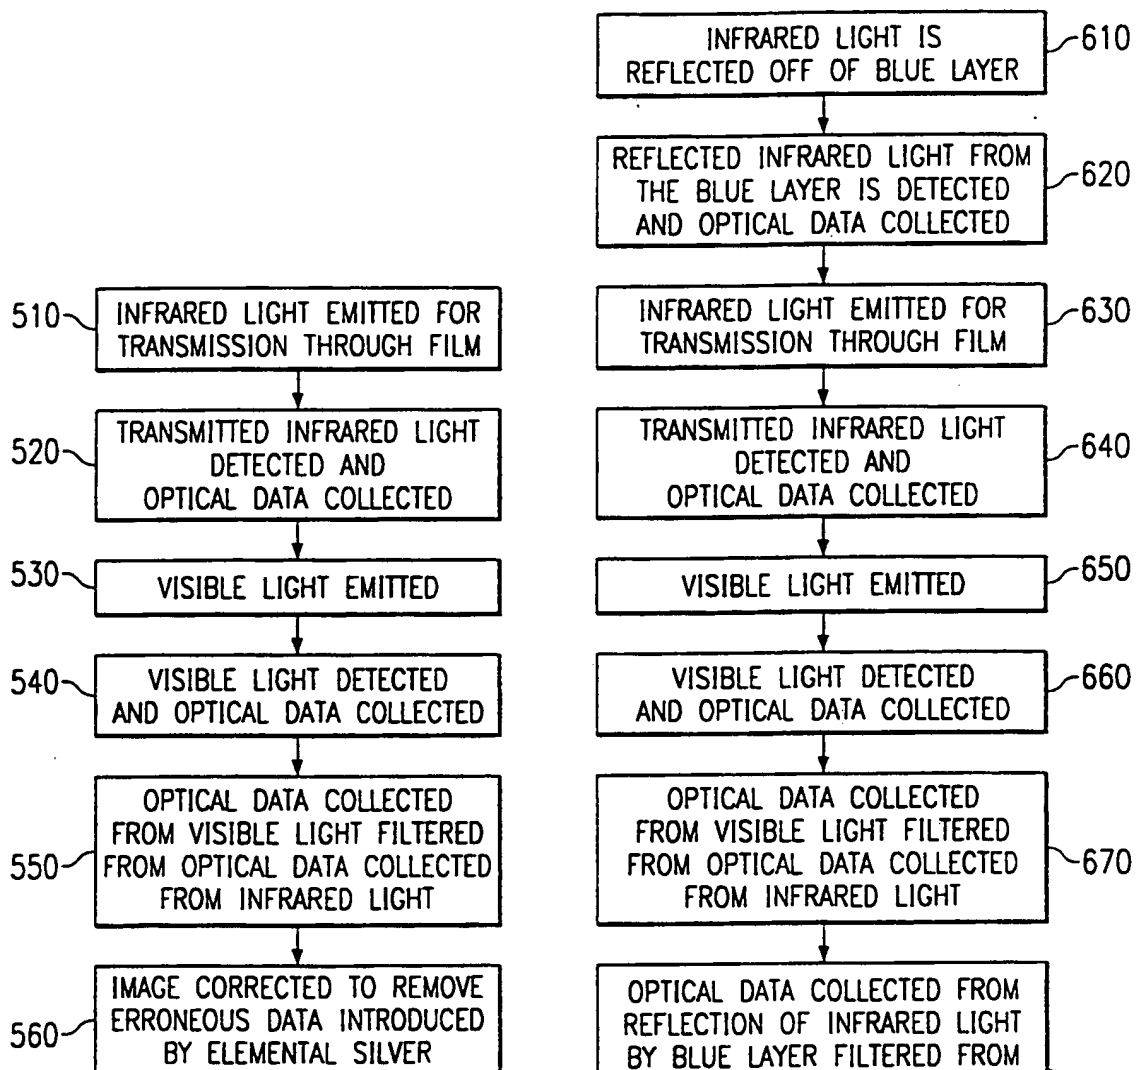 510
INFRARED LIGHT EMITTED FOR
TRANSMISSION THROUGH FILM
520
TRANSMITTED INFRARED LIGHT
DETECTED AND
OPTICAL DATA COLLECTED
530
VISIBLE LIGHT EMITTED
540
VISIBLE LIGHT DETECTED
AND OPTICAL DATA COLLECTED
550
OPTICAL DATA COLLECTED
FROM VISIBLE LIGHT FILTERED
FROM OPTICAL DATA COLLECTED
FROM INFRARED LIGHT
560
IMAGE CORRECTED TO REMOVE
ERRONEOUS DATA INTRODUCED
BY ELEMENTAL SILVER
INFRARED LIGHT IS
REFLECTED OFF OF BLUE LAYER
610
REFLECTED INFRARED LIGHT FROM
THE BLUE LAYER IS DETECTED
AND OPTICAL DATA COLLECTED
620
INFRARED LIGHT EMITTED FOR
TRANSMISSION THROUGH FILM
630
TRANSMITTED INFRARED LIGHT
DETECTED AND
OPTICAL DATA COLLECTED
640
VISIBLE LIGHT EMITTED
650
VISIBLE LIGHT DETECTED
AND OPTICAL DATA COLLECTED
660
OPTICAL DATA COLLECTED
FROM VISIBLE LIGHT FILTERED
FROM OPTICAL DATA COLLECTED
FROM INFRARED LIGHT
670
OPTICAL DATA COLLECTED FROM
REFLECTION OF INFRARED LIGHT
BY BLUE LAYER FILTERED FROM